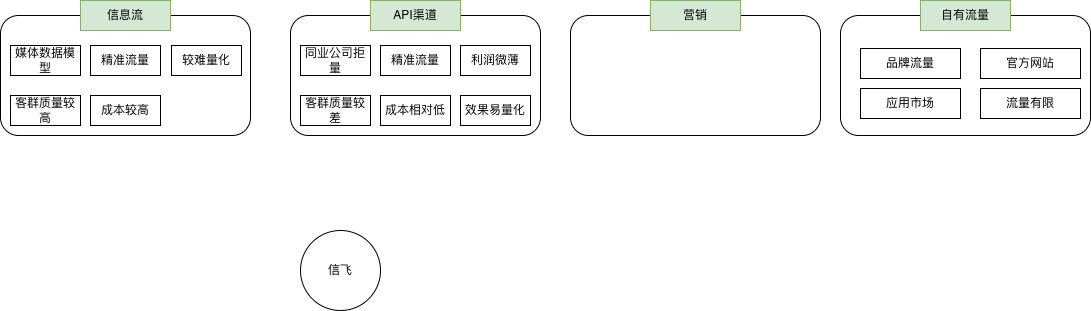 信息流
API渠道
营销
自有流量
媒体数据模
型
精准流量
较难量化
客群质量较
高
成本较高
同业公司拒
量
精准流量
利润微薄
客群质量较
差
成本相对低
效果易量化
品牌流量
官方网站
应用市场
流量有限
信飞